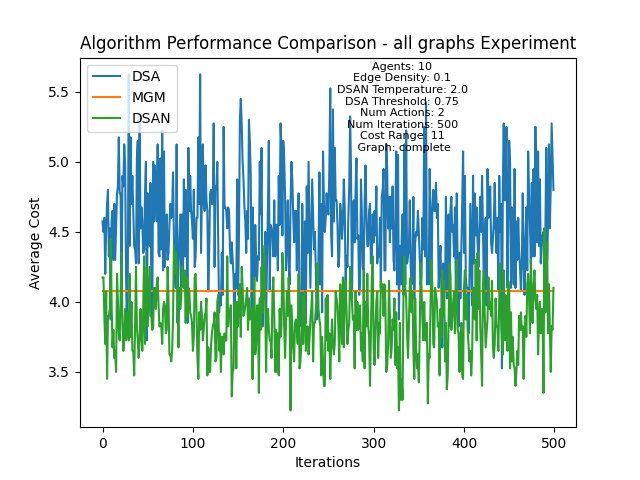 Algorithm Performance Comparison - all graphs Experiment
DSA
MGM
DSAN
Agents: 10
Edge Density: 0.1
DSAN Temperature: 2.0
DSA Threshold: 0.75
Num Actions: 2
Num Iterations: 500
Cost Range: 11
Graph: complete
Average Cost
5.5
5.0
4.5
4.0
3.5
0 100 200 300 400 500
Iterations